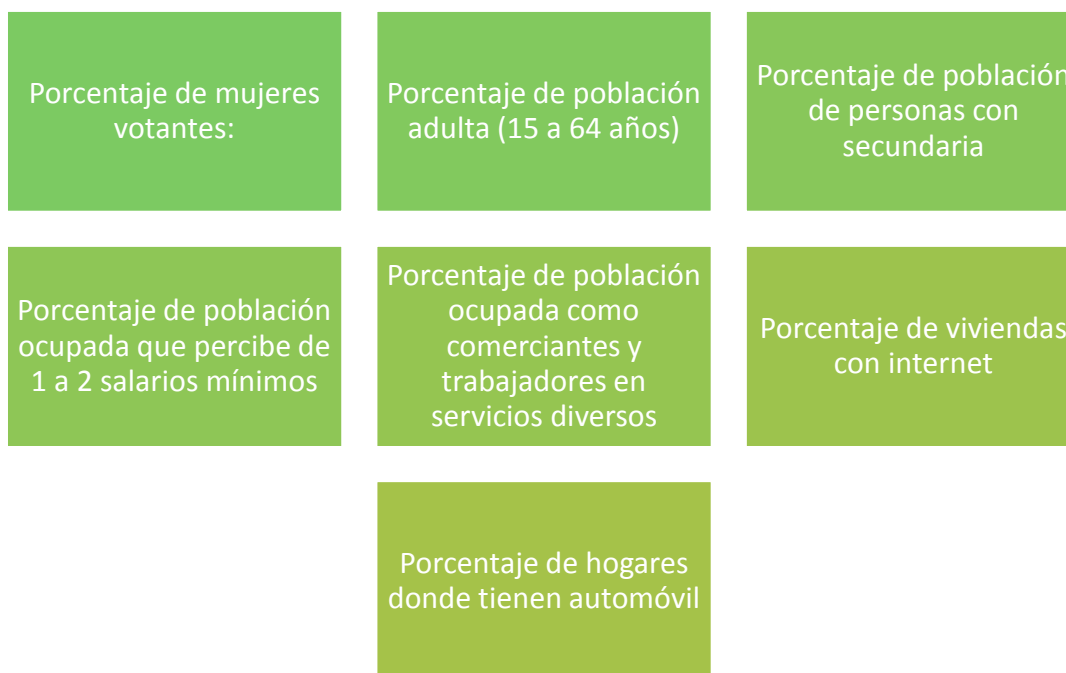 Porcentaje de mujeres
votantes:
Porcentaje de población
adulta (15 a 64 años)
Porcentaje de población
de personas con
secundaria
Porcentaje de población
ocupada que percibe de
1 a 2 salarios mínimos
Porcentaje de población
ocupada como
comerciantes y
trabajadores en
servicios diversos
Porcentaje de viviendas
con internet
Porcentaje de hogares
donde tienen automóvil